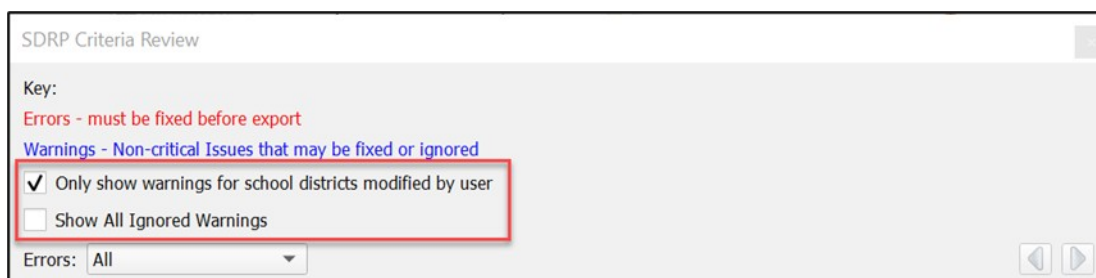 SDRP Criteria Review
Key:
Errors - must be fixed before export
Warnings - Non-critical Issues that may be fixed or ignored
Only show warnings for school districts modified by user
Show All Ignored Warnings
Errors: All